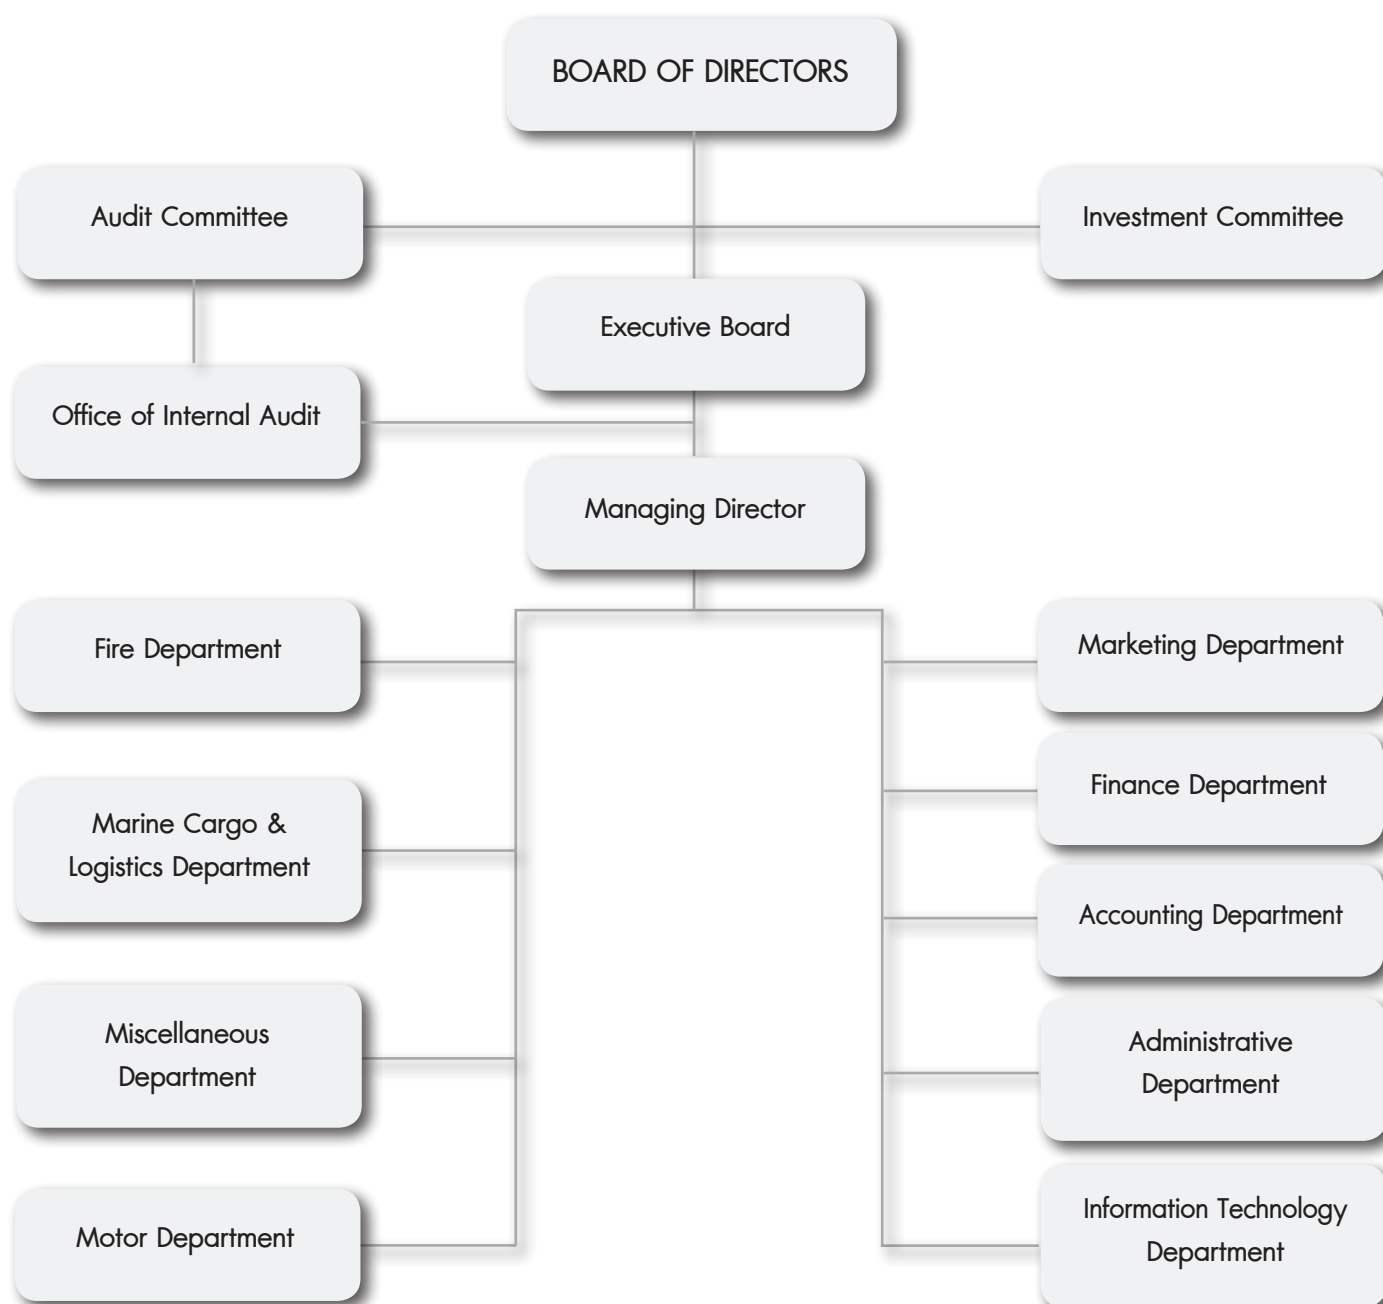 BOARD OF DIRECTORS
Audit Committee
Investment Committee
Executive Board
Office of Internal Audit
Managing Director
Fire Department
Marine Cargo &
Logistics Department
Miscellaneous
Department
Motor Department
Marketing Department
Finance Department
Accounting Department
Administrative
Department
Information Technology
Department